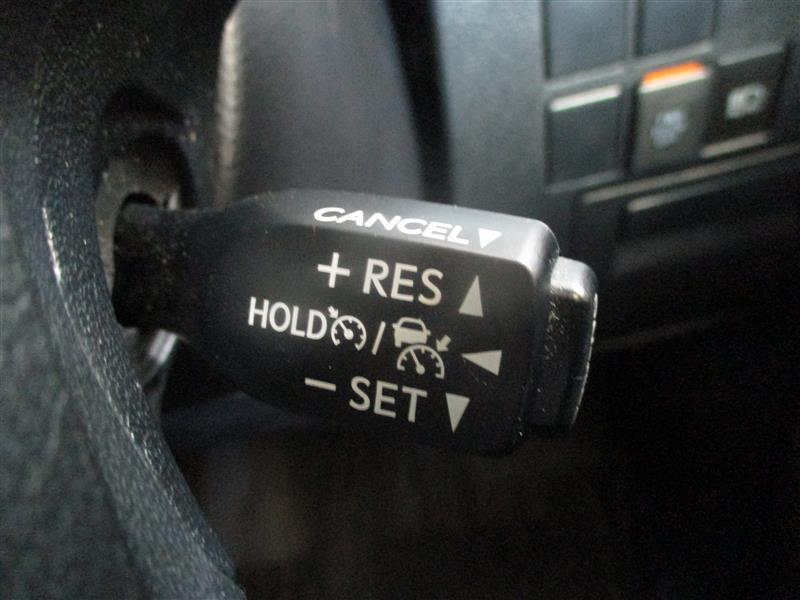 CANCEL▼
+ RES ▲
HOLD / ◀
− SET ▼